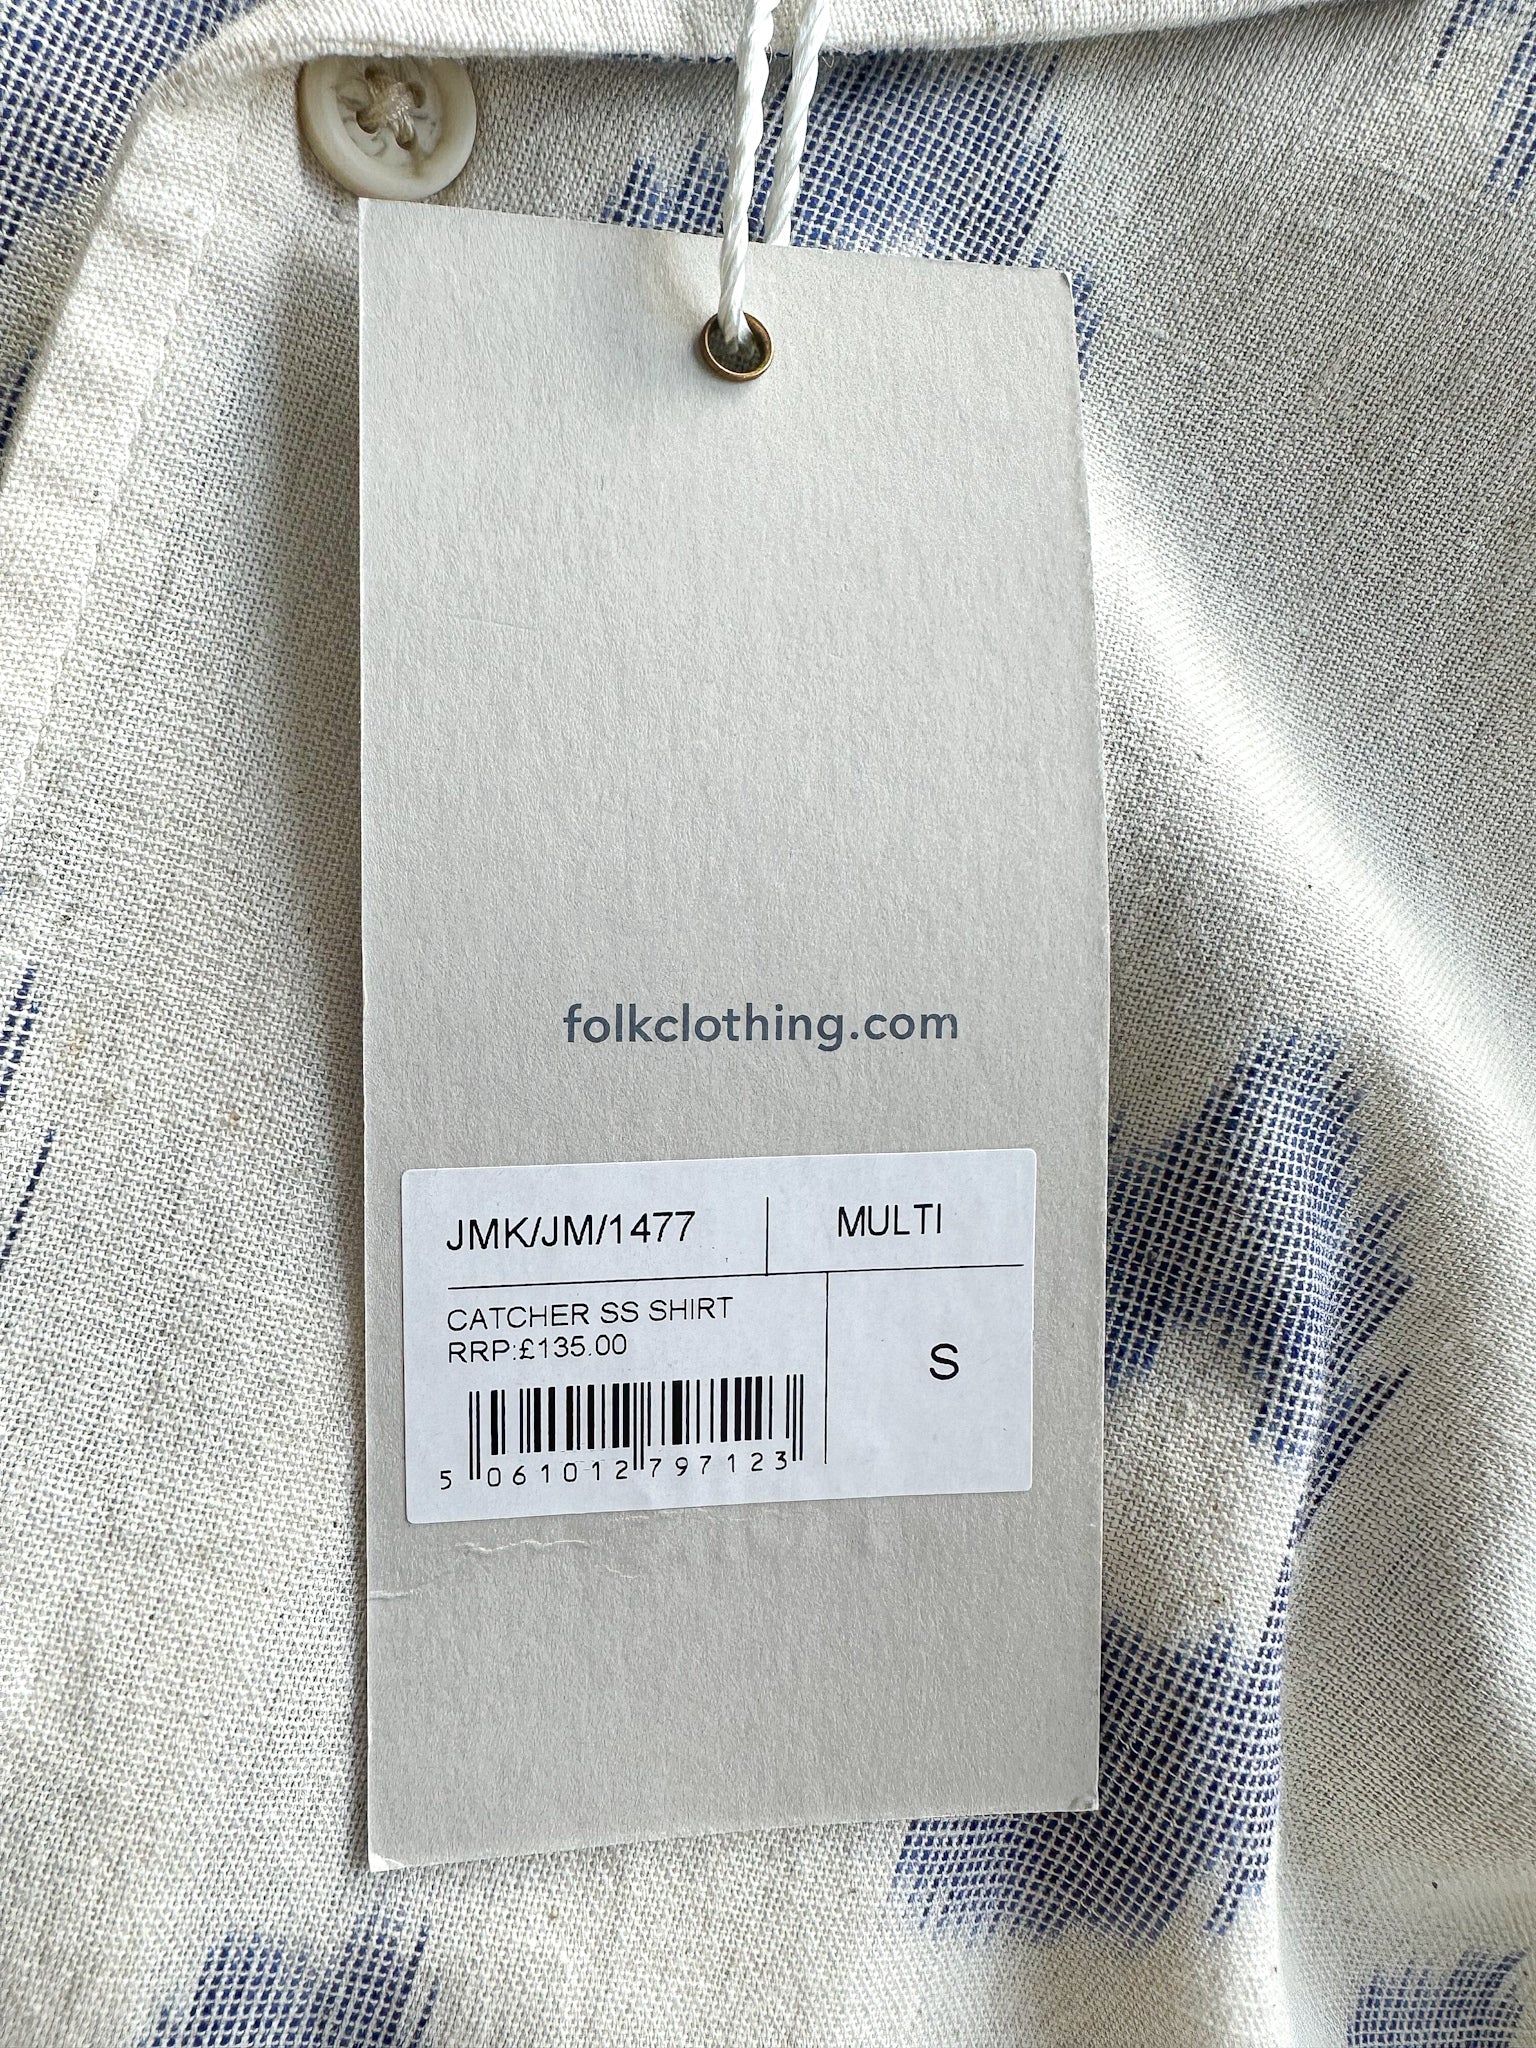 folkclothing.com
JMK/JM/1477 MULTI
CATCHER SS SHIRT
RRP:£135.00
S
5 061012 797123